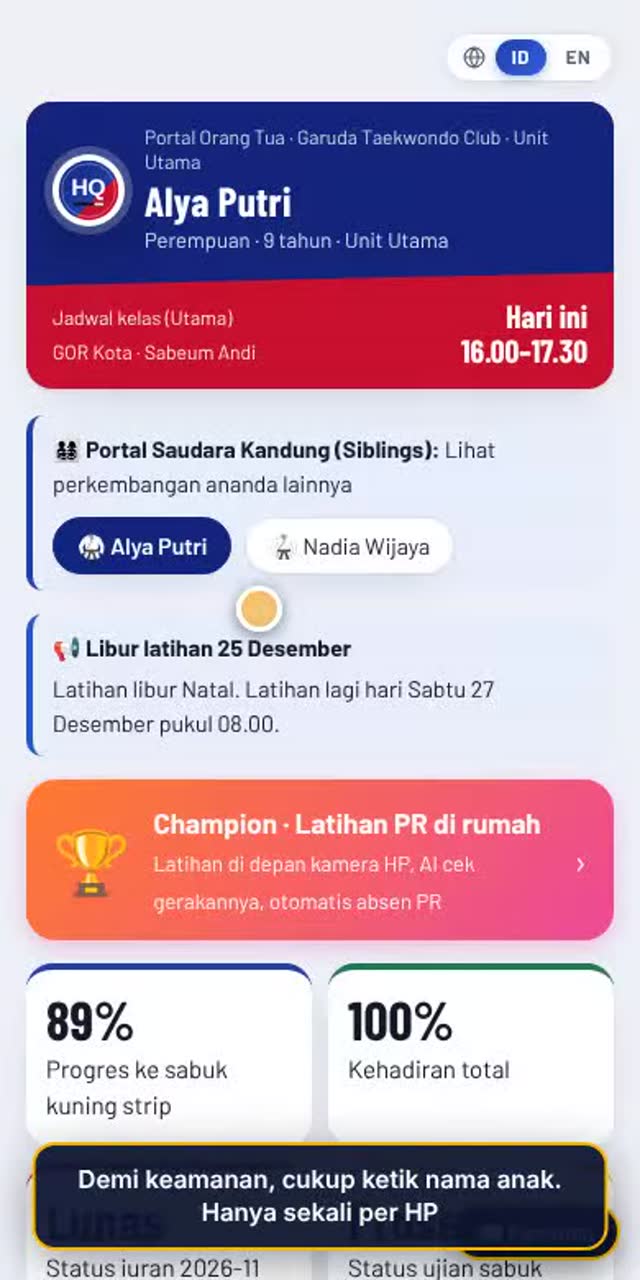 ID EN
Portal Orang Tua · Garuda Taekwondo Club · Unit
Utama
HQ
Alya Putri
Perempuan · 9 tahun · Unit Utama
Jadwal kelas (Utama)
Hari ini
GOR Kota · Sabeum Andi
16.00–17.30
Portal Saudara Kandung (Siblings): Lihat
perkembangan ananda lainnya
Alya Putri
Nadia Wijaya
Libur latihan 25 Desember
Latihan libur Natal. Latihan lagi hari Sabtu 27
Desember pukul 08.00.
Champion · Latihan PR di rumah
Latihan di depan kamera HP, AI cek
gerakannya, otomatis absen PR
89%
Progres ke sabuk
kuning strip
100%
Kehadiran total
Demi keamanan, cukup ketik nama anak.
Hanya sekali per HP
Lunas
Status iuran 2026-11
Status ujian sabuk